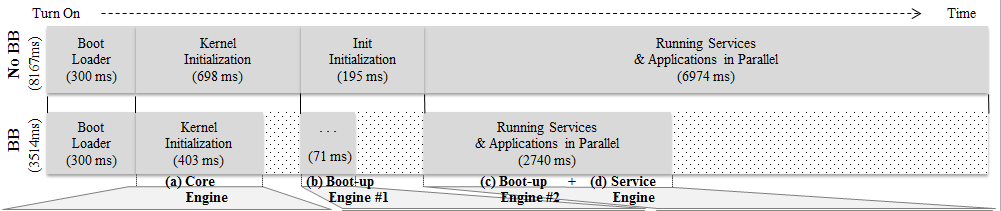 Turn On
Time
No BB
(8167ms)
Boot
Loader
(300 ms)
Kernel
Initialization
(698 ms)
Init
Initialization
(195 ms)
Running Services
& Applications in Parallel
(6974 ms)
BB
(3514ms)
Boot
Loader
(300 ms)
Kernel
Initialization
(403 ms)
. . .
(71 ms)
Running Services
& Applications in Parallel
(2740 ms)
(a) Core
Engine
(b) Boot-up
Engine #1
(c) Boot-up + (d) Service
Engine #2 Engine